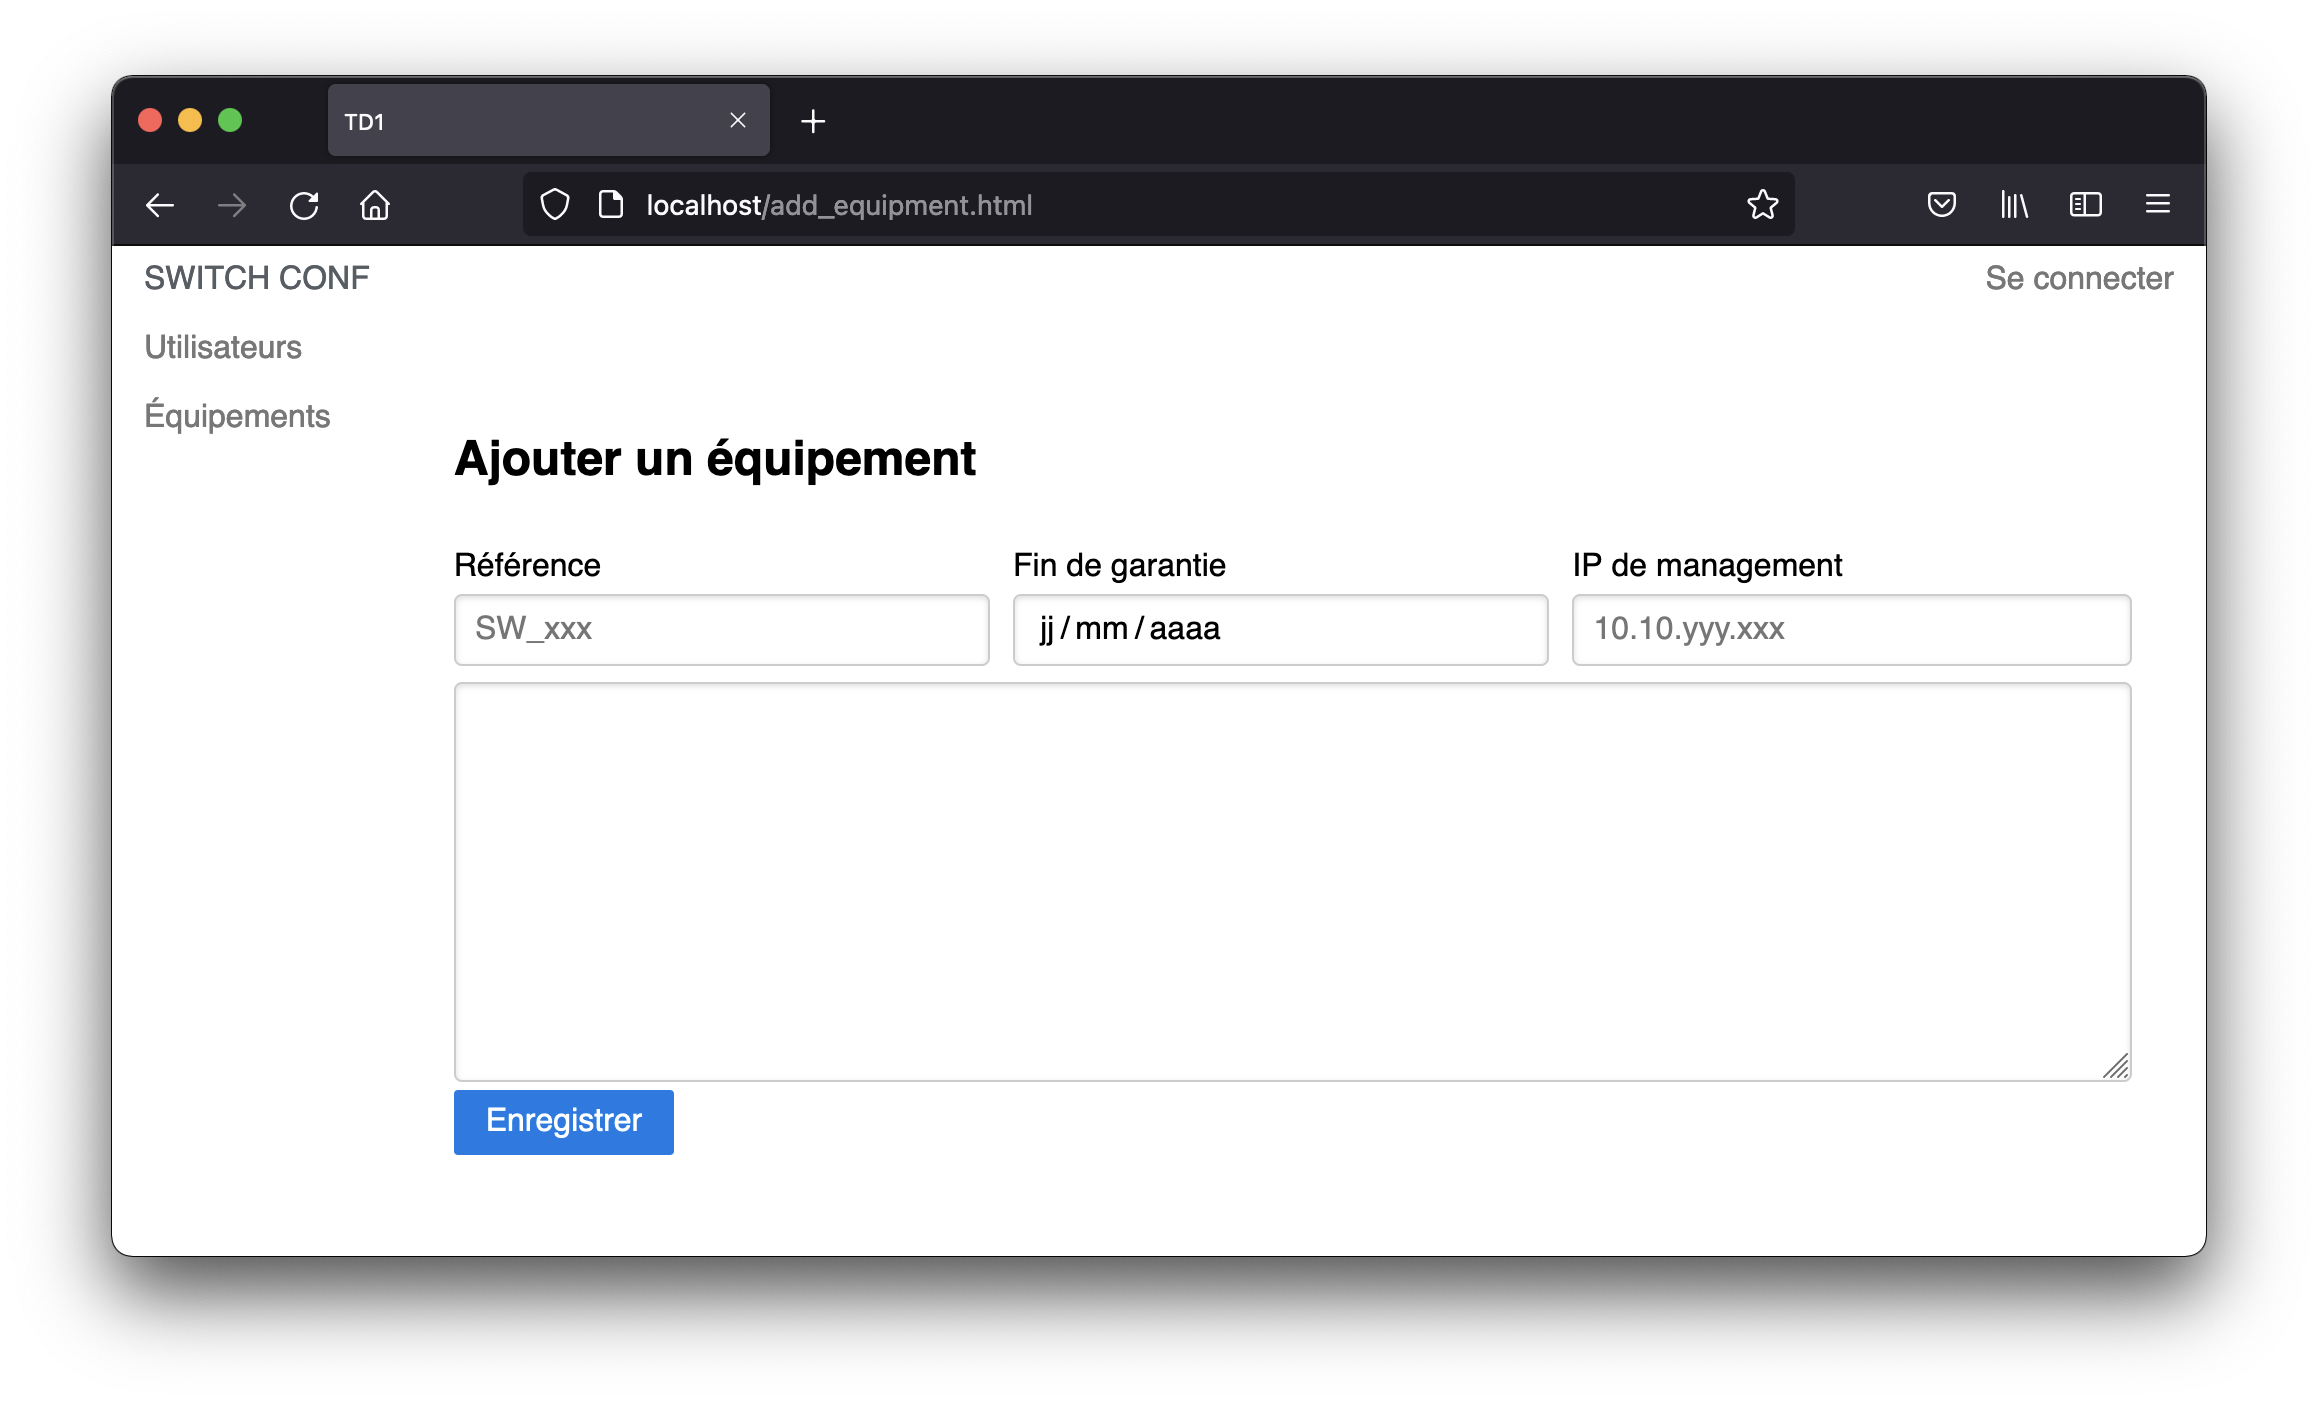 TD1
localhost/add_equipment.html
SWITCH CONF
Se connecter
Utilisateurs
Équipements
Ajouter un équipement
Référence
Fin de garantie
IP de management
SW_xxx
jj/mm/aaaa
10.10.yyy.xxx
Enregistrer